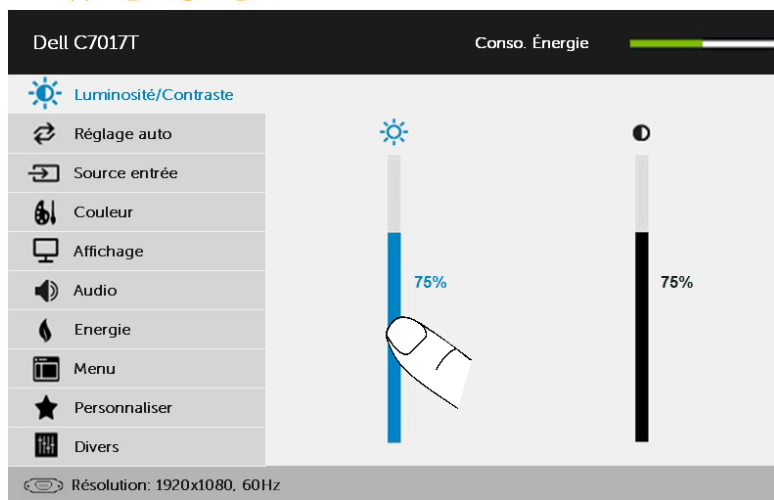 Dell C7017T
Conso. Énergie
Luminosité/Contraste
Réglage auto
Source entrée
Couleur
Affichage
Audio
Energie
Menu
Personnaliser
Divers
75%
75%
Résolution: 1920x1080, 60Hz